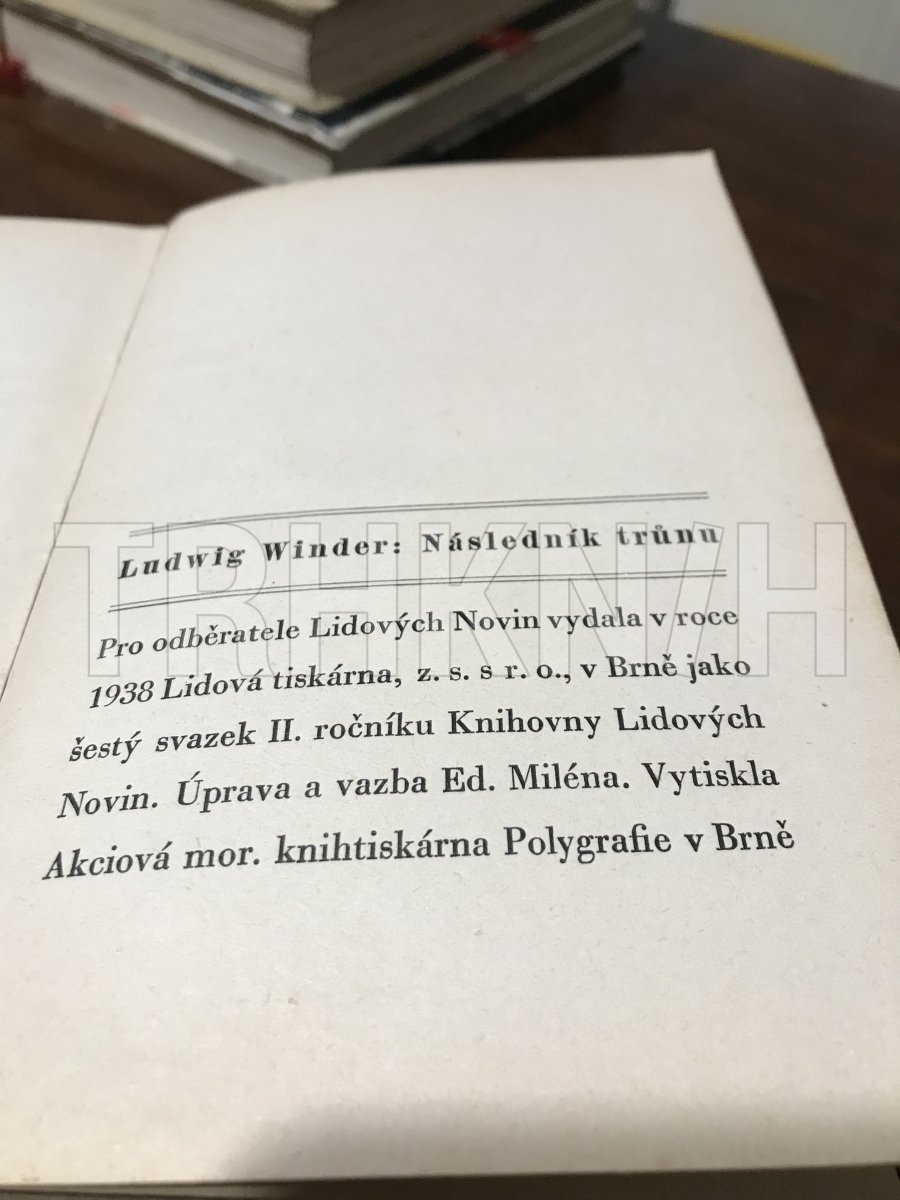 Ludwig Winder: Následník trůnu
Pro odběratele Lidových Novin vydala v roce
1938 Lidová tiskárna, z. s. s r. o., v Brně jako
šestý svazek II. ročníku Knihovny Lidových
Novin. Úprava a vazba Ed. Miléna. Vytiskla
Akciová mor. knihtiskárna Polygrafie v Brně
TRHKNIH